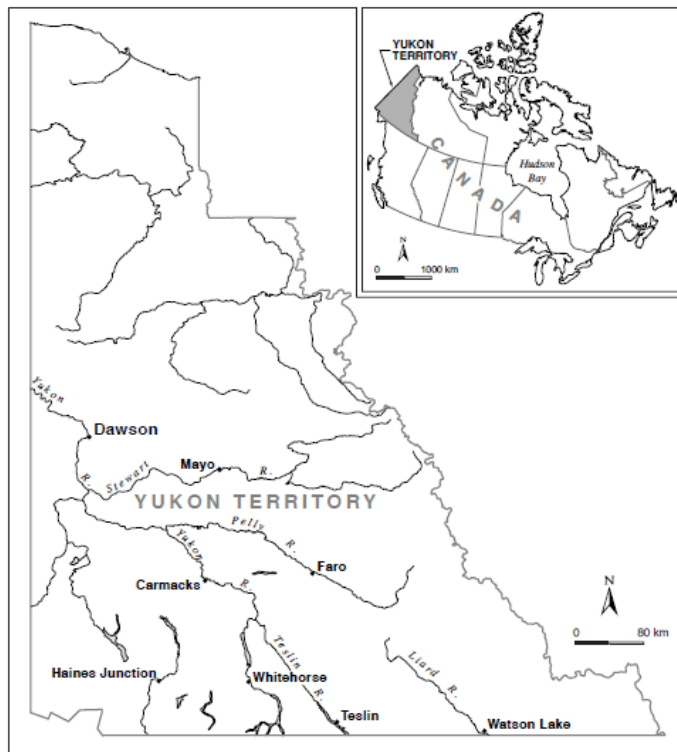 YUKON
TERRITORY
CANADA
Hudson
Bay
N
0 1000 km
Yukon
R.
Dawson
Stewart
R.
Mayo
YUKON TERRITORY
Pelly
R.
Yukon
R.
Faro
Carmacks
N
0 80 km
Haines Junction
Whitehorse
Teslin
R.
Liard R.
Teslin
Watson Lake